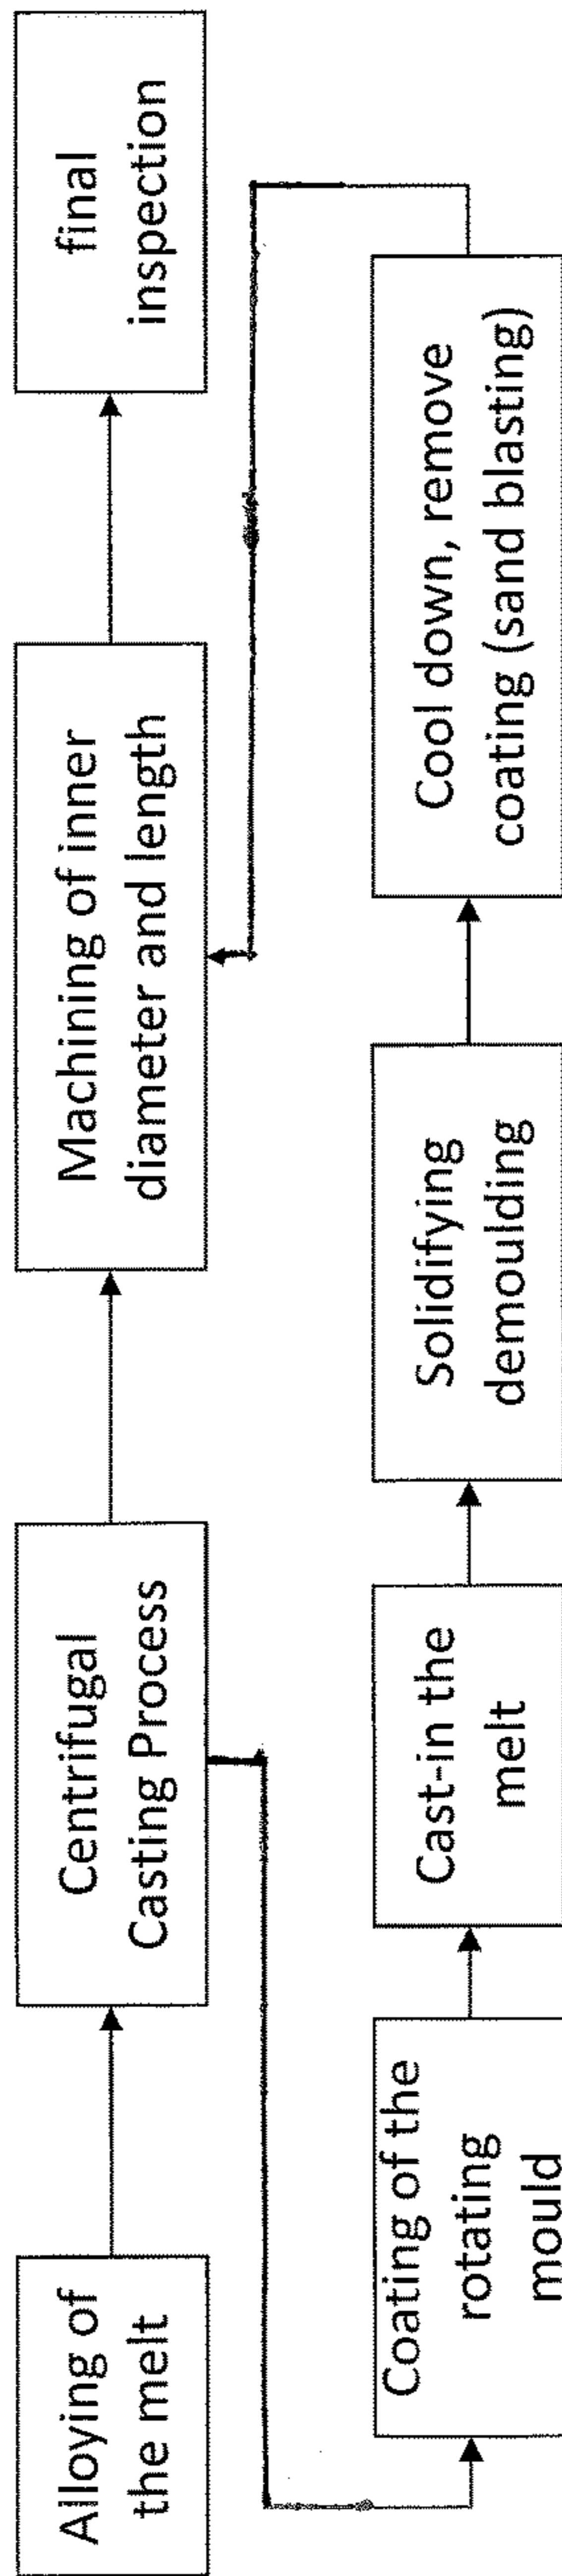 Alloying of
the melt
Centrifugal
Casting Process
Machining of inner
diameter and length
final
inspection
Coating of the
rotating
mould
Cast-in the
melt
Solidifying
demoulding
Cool down, remove
coating (sand blasting)